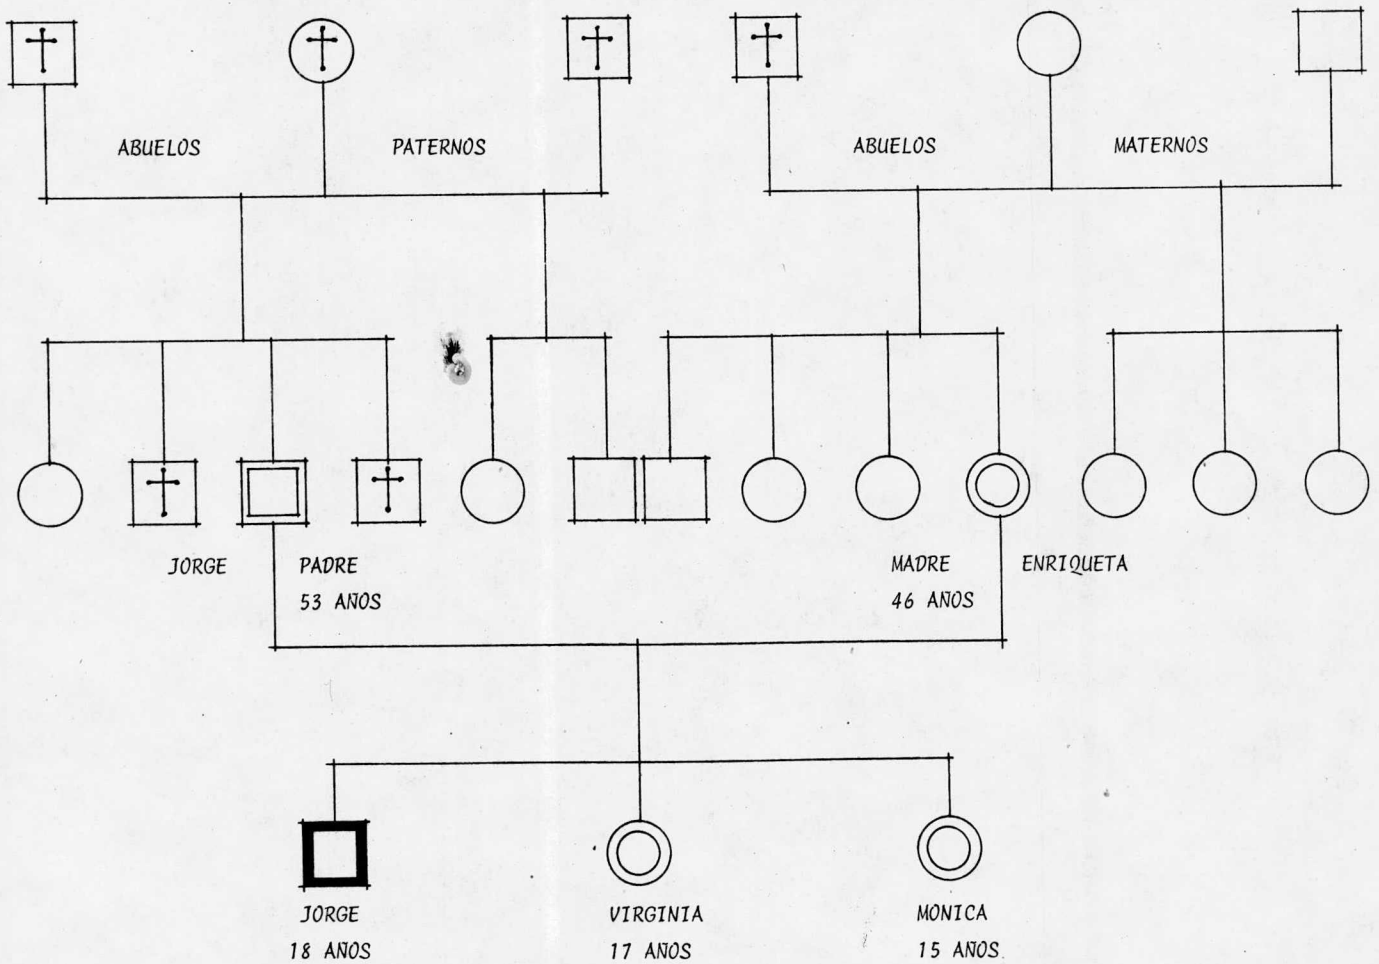 ABUELOS PATERNOS ABUELOS MATERNOS
JORGE PADRE MADRE ENRIQUETA
53 AÑOS 46 AÑOS
JORGE VIRGINIA MONICA
18 AÑOS 17 AÑOS 15 AÑOS.